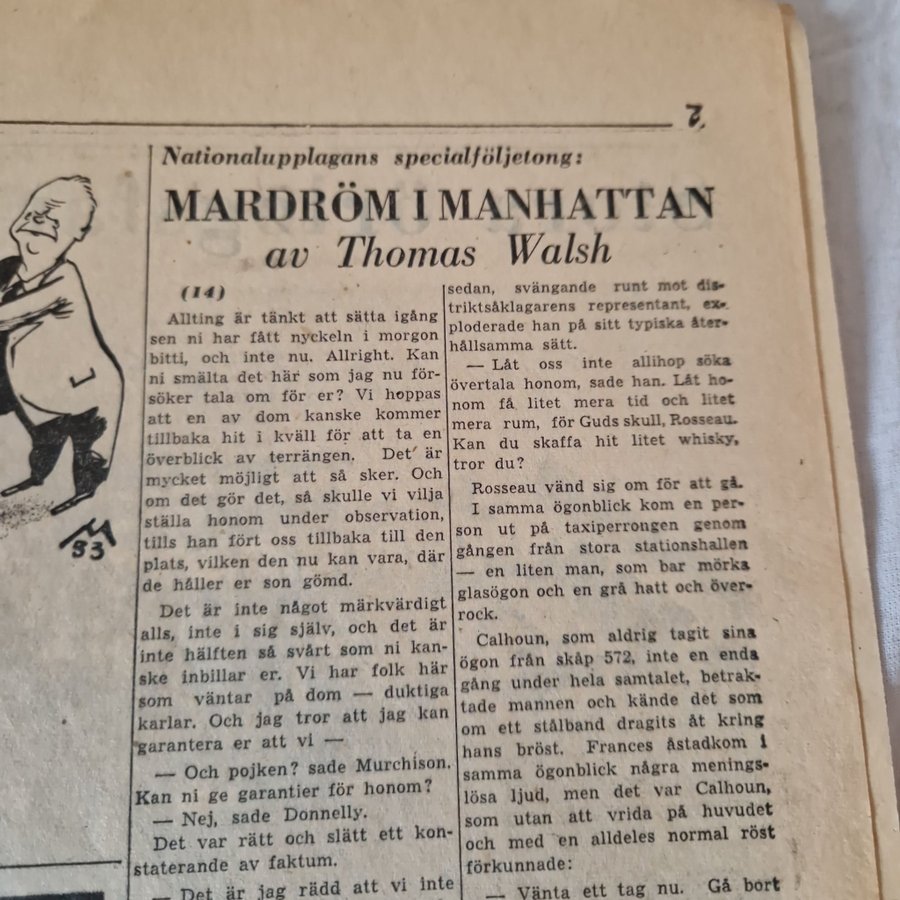 7
Nationalupplagans specialföljetong:
MARDRÖM I MANHATTAN
av Thomas Walsh
(14)
Allting är tänkt att sätta igång
sen ni har fått nyckeln i morgon
bitti, och inte nu. Allright. Kan
ni smälta det här som jag nu för-
söker tala om för er? Vi hoppas
att en av dom kanske kommer
tillbaka hit i kväll för att ta en
överblick av terrängen. Det är
mycket möjligt att så sker. Och
om det gör det, så skulle vi vilja
ställa honom under observation,
tills han fört oss tillbaka till den
plats, vilken den nu kan vara, där
de håller er son gömd.
Det är inte något märkvärdigt
alls, inte i sig själv, och det är
inte hälften så svårt som ni kan-
ske inbillar er. Vi har folk här
som väntar på dom — duktiga
karlar. Och jag tror att jag kan
garantera er att vi —
— Och pojken? sade Murchison.
Kan ni ge garantier för honom?
— Nej, sade Donnelly.
Det var rätt och slätt ett kon-
staterande av faktum.
— Det är jag rädd att vi inte
sedan, svängande runt mot dis-
triktsåklagarens representant, ex-
ploderade han på sitt typiska åter-
hållsamma sätt.
— Låt oss inte allihop söka
övertala honom, sade han. Låt ho-
nom få litet mera tid och litet
mera rum, för Guds skull, Rosseau.
Kan du skaffa hit litet whisky,
tror du?
Rosseau vänd sig om för att gå.
I samma ögonblick kom en per-
son ut på taxiperrongen genom
gången från stora stationshallen
— en liten man, som bar mörka
glasögon och en grå hatt och över-
rock.
Calhoun, som aldrig tagit sina
ögon från skåp 572, inte en enda
gång under hela samtalet, betrak-
tade mannen och kände det som
om ett stålband dragits åt kring
hans bröst. Frances åstadkom i
samma ögonblick några menings-
lösa ljud, men det var Calhoun,
som utan att vrida på huvudet
och med en alldeles normal röst
förkunnade:
— Vänta ett tag nu. Gå bort
53